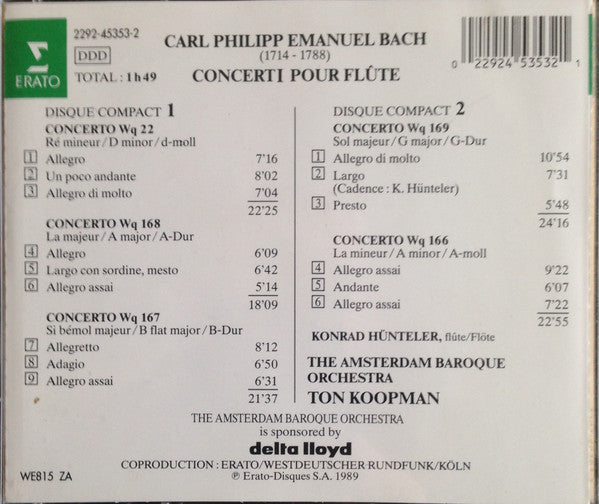 2292-45353-2
DDD
ERATO
TOTAL : 1 h 49
CARL PHILIPP EMANUEL BACH
(1714 - 1788)
CONCERTI POUR FLÛTE
0 22924 53532 1
DISQUE COMPACT 1
CONCERTO Wq 22
Ré mineur/D minor/d-moll
1 Allegro 7'16
2 Un poco andante 8'02
3 Allegro di molto 7'04
22'25
CONCERTO Wq 168
La majeur/A major/A-Dur
4 Allegro 6'09
5 Largo con sordine, mesto 6'42
6 Allegro assai 5'14
18'09
CONCERTO Wq 167
Si bémol majeur/B flat major/B-Dur
7 Allegretto 8'12
8 Adagio 6'50
9 Allegro assai 6'31
21'37
DISQUE COMPACT 2
CONCERTO Wq 169
Sol majeur/G major/G-Dur
1 Allegro di molto 10'54
2 Largo 7'31
(Cadence : K. Hünteler)
3 Presto 5'48
24'16
CONCERTO Wq 166
La mineur/A minor/A-moll
4 Allegro assai 9'22
5 Andante 6'07
6 Allegro assai 7'22
22'55
KONRAD HÜNTELER, flûte/Flöte
THE AMSTERDAM BAROQUE
ORCHESTRA
TON KOOPMAN
THE AMSTERDAM BAROQUE ORCHESTRA
is sponsored by
delta lloyd
COPRODUCTION : ERATO/WESTDEUTSCHER RUNDFUNK/KÖLN
℗ Erato-Disques S.A. 1989
WE815 ZA